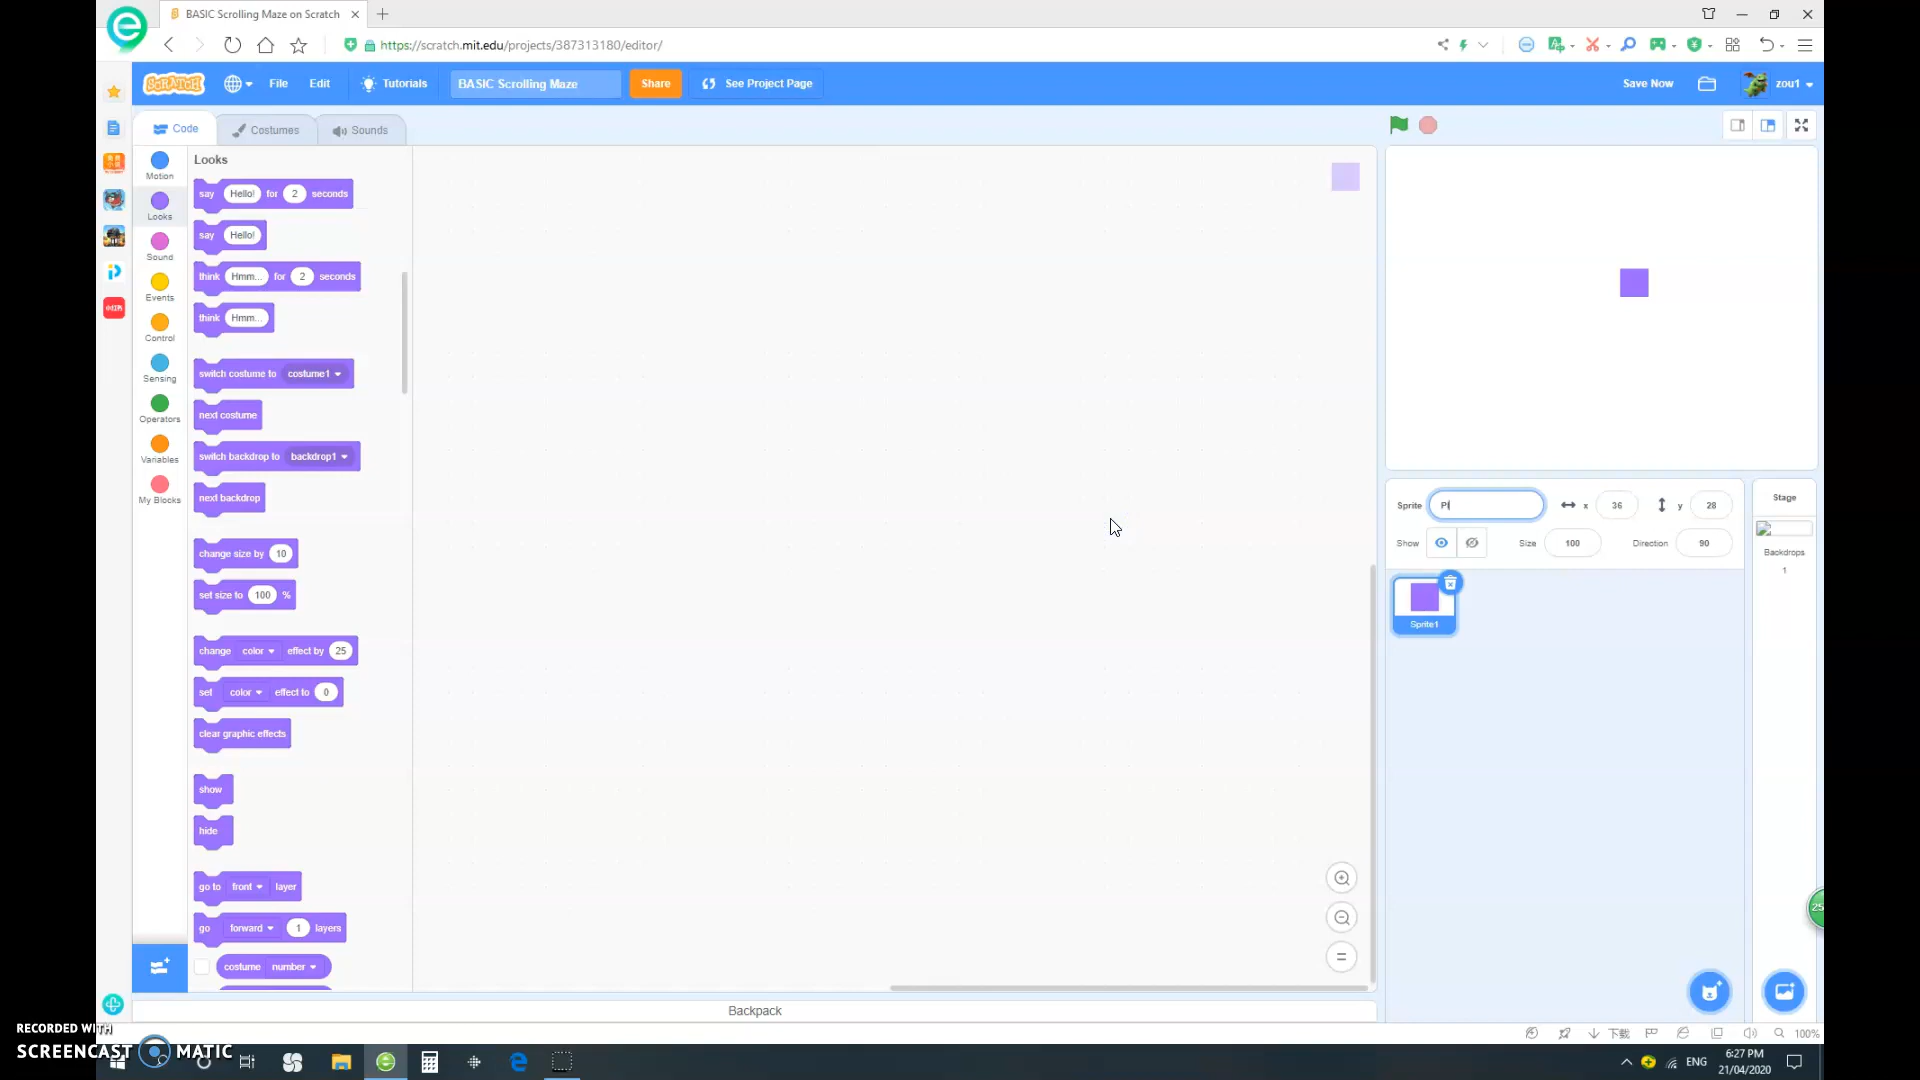 BASIC Scrolling Maze on Scratch
https://scratch.mit.edu/projects/387313180/editor/
SCRATCH
File
Edit
Tutorials
BASIC Scrolling Maze
Share
See Project Page
Save Now
zou1
Code
Costumes
Sounds
Motion
Looks
Sound
Events
Control
Sensing
Operators
Variables
My Blocks
Looks
say Hello! for 2 seconds
say Hello!
think Hmm... for 2 seconds
think Hmm...
switch costume to costume1
next costume
switch backdrop to backdrop1
next backdrop
change size by 10
set size to 100 %
change color effect by 25
set color effect to 0
clear graphic effects
show
hide
go to front layer
go forward 1 layers
costume number
Backpack
Sprite Pl x 36 y 28
Show Size 100 Direction 90
Sprite1
Stage
Backdrops
1
25
下载
100%
RECORDED WITH
SCREENCAST MATIC
ENG
6:27 PM
21/04/2020